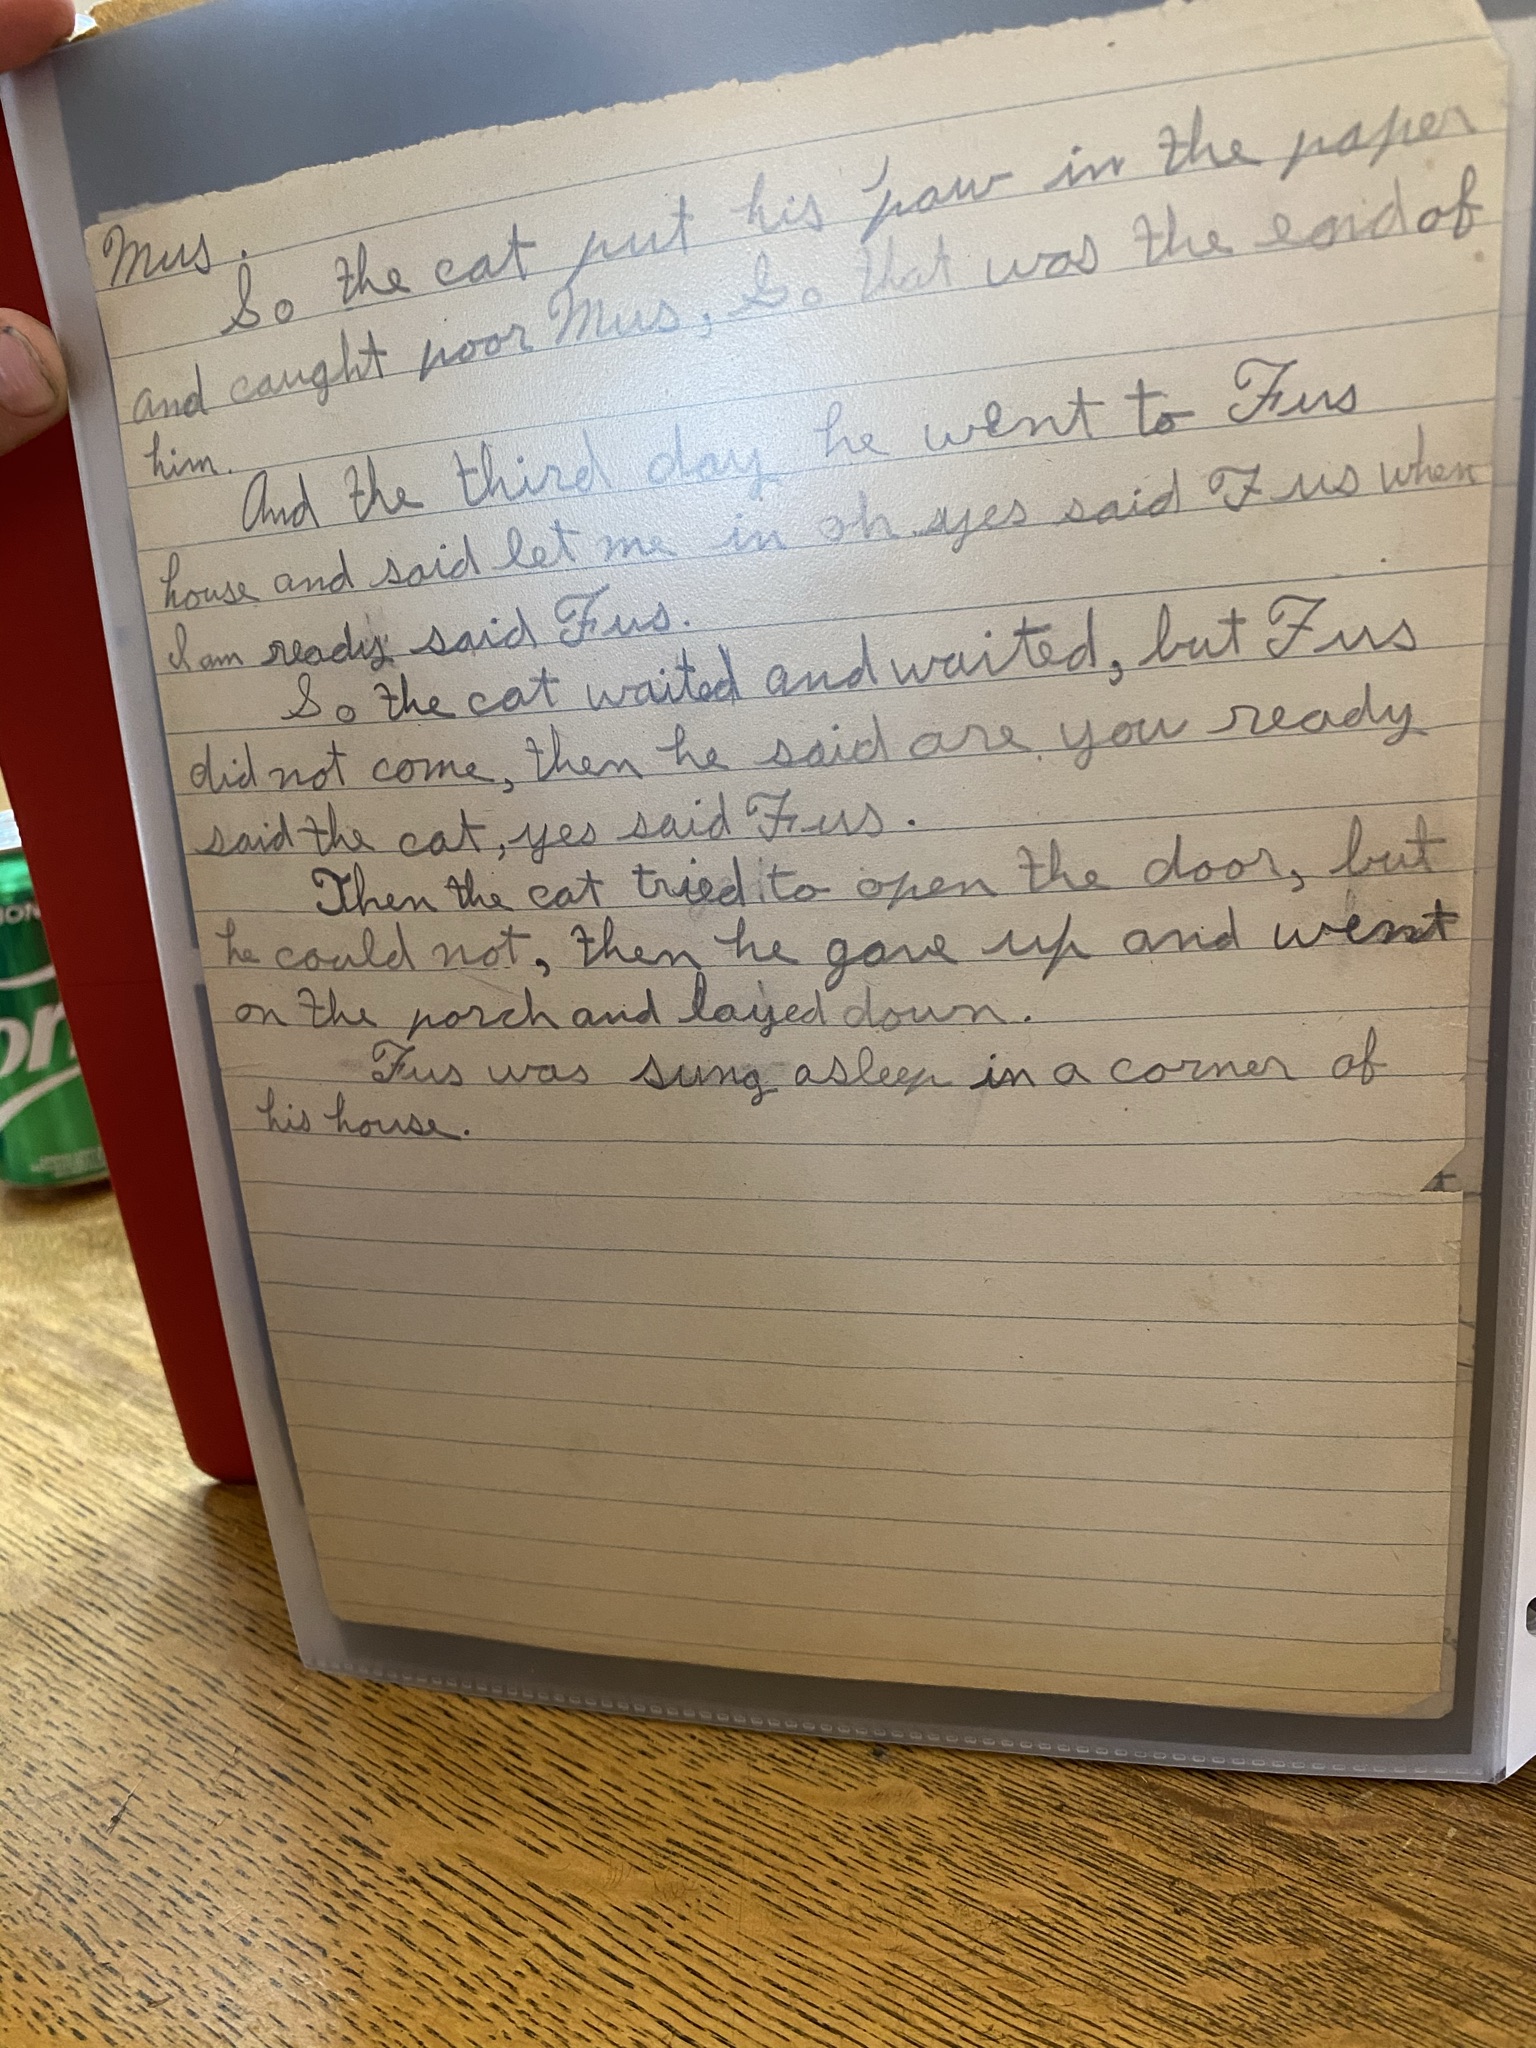 Mus.
So the cat put his paw in the paper
and caught poor Mus, So that was the end of
him.
And the third day he went to Fus
house and said let me in oh yes said Fus when
I am ready said Fus.
So the cat waited and waited, but Fus
did not come, then he said are you ready
said the cat, yes said Fus.
Then the cat tried to open the door, but
he could not, then he gave up and went
on the porch and layed down.
Fus was sung asleep in a corner of
his house.